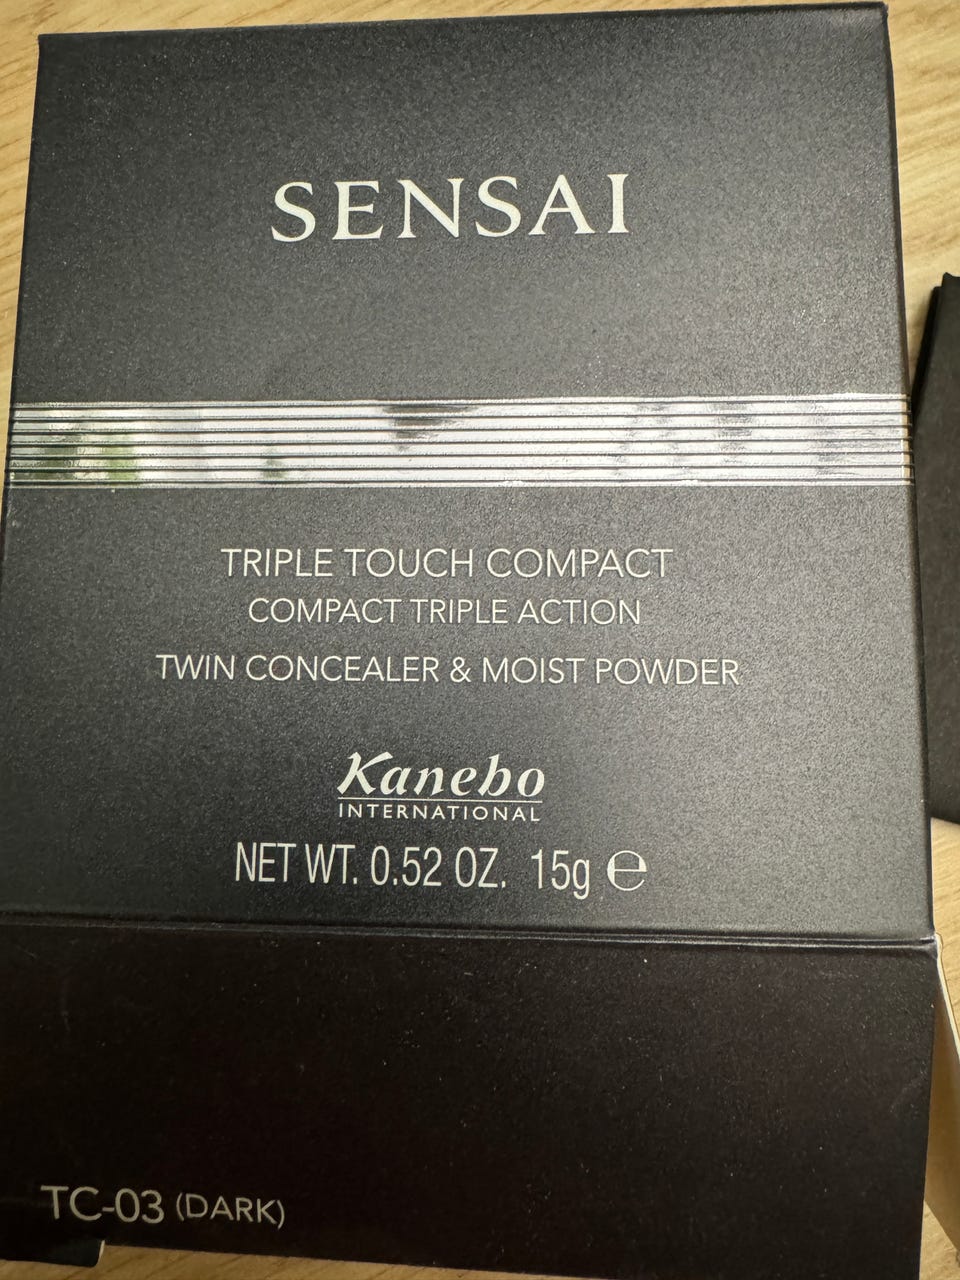 SENSAI
TRIPLE TOUCH COMPACT
COMPACT TRIPLE ACTION
TWIN CONCEALER & MOIST POWDER
Kanebo
INTERNATIONAL
NET WT. 0.52 OZ. 15g ℮
TC-03 (DARK)